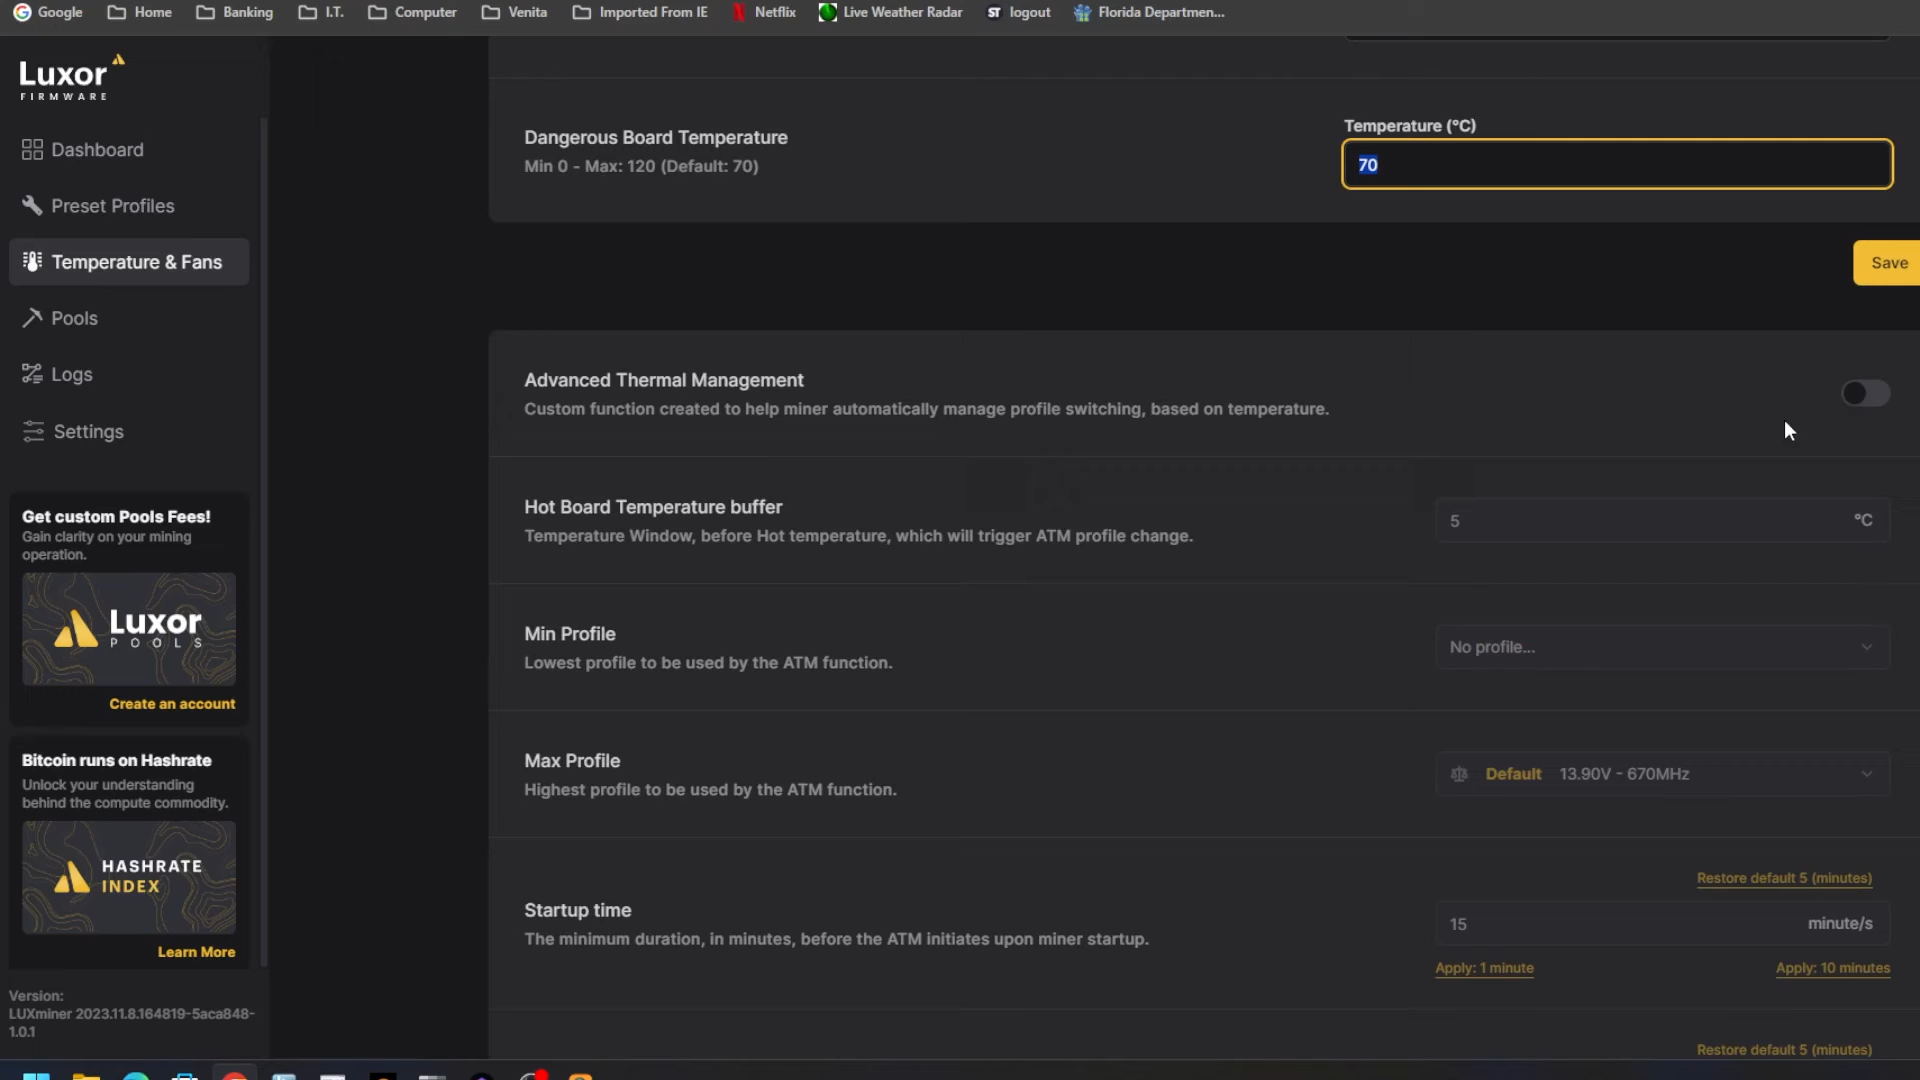 Google Home Banking I.T. Computer Venita Imported From IE Netflix Live Weather Radar ST logout Florida Departmen...
Luxor
FIRMWARE
Dashboard
Preset Profiles
Temperature & Fans
Pools
Logs
Settings
Get custom Pools Fees!
Gain clarity on your mining
operation.
Luxor
POOLS
Create an account
Bitcoin runs on Hashrate
Unlock your understanding
behind the compute commodity.
HASHRATE
INDEX
Learn More
Version:
LUXminer 2023.11.8.164819-5aca848-
1.0.1
Dangerous Board Temperature
Min 0 - Max: 120 (Default: 70)
Temperature (°C)
70
Save
Advanced Thermal Management
Custom function created to help miner automatically manage profile switching, based on temperature.
Hot Board Temperature buffer
Temperature Window, before Hot temperature, which will trigger ATM profile change.
5 °C
Min Profile
Lowest profile to be used by the ATM function.
No profile...
Max Profile
Highest profile to be used by the ATM function.
Default 13.90V - 670MHz
Restore default 5 (minutes)
Startup time
The minimum duration, in minutes, before the ATM initiates upon miner startup.
15 minute/s
Apply: 1 minute Apply: 10 minutes
Restore default 5 (minutes)